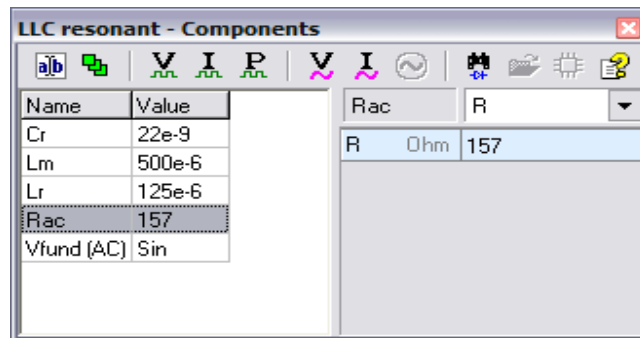 LLC resonant - Components
a b
V I P V I
Name Value
Cr 22e-9
Lm 500e-6
Lr 125e-6
Rac 157
Vfund (AC) Sin
Rac R
R Ohm 157